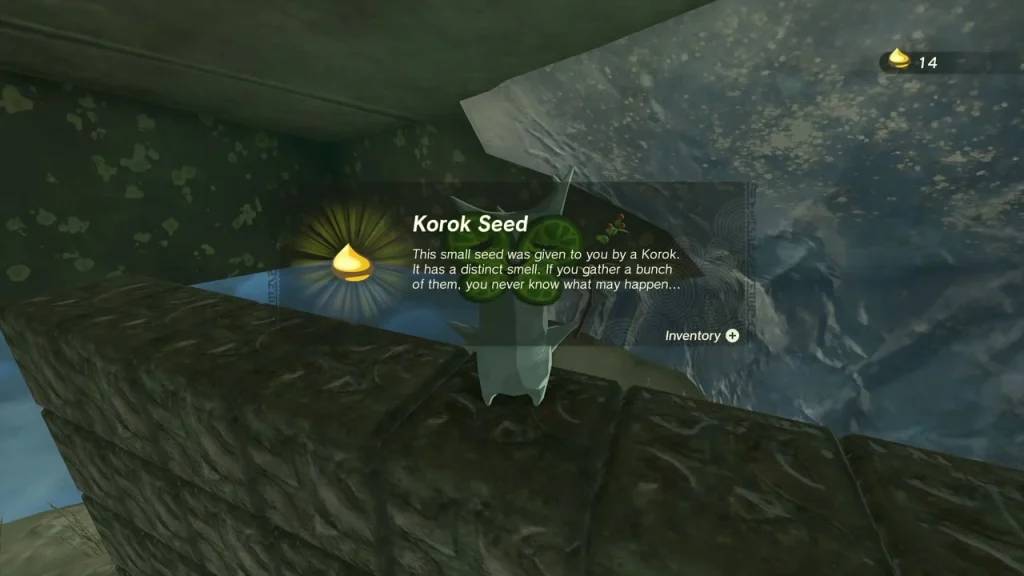 14
Korok Seed
This small seed was given to you by a Korok.
It has a distinct smell. If you gather a bunch
of them, you never know what may happen...
Inventory +